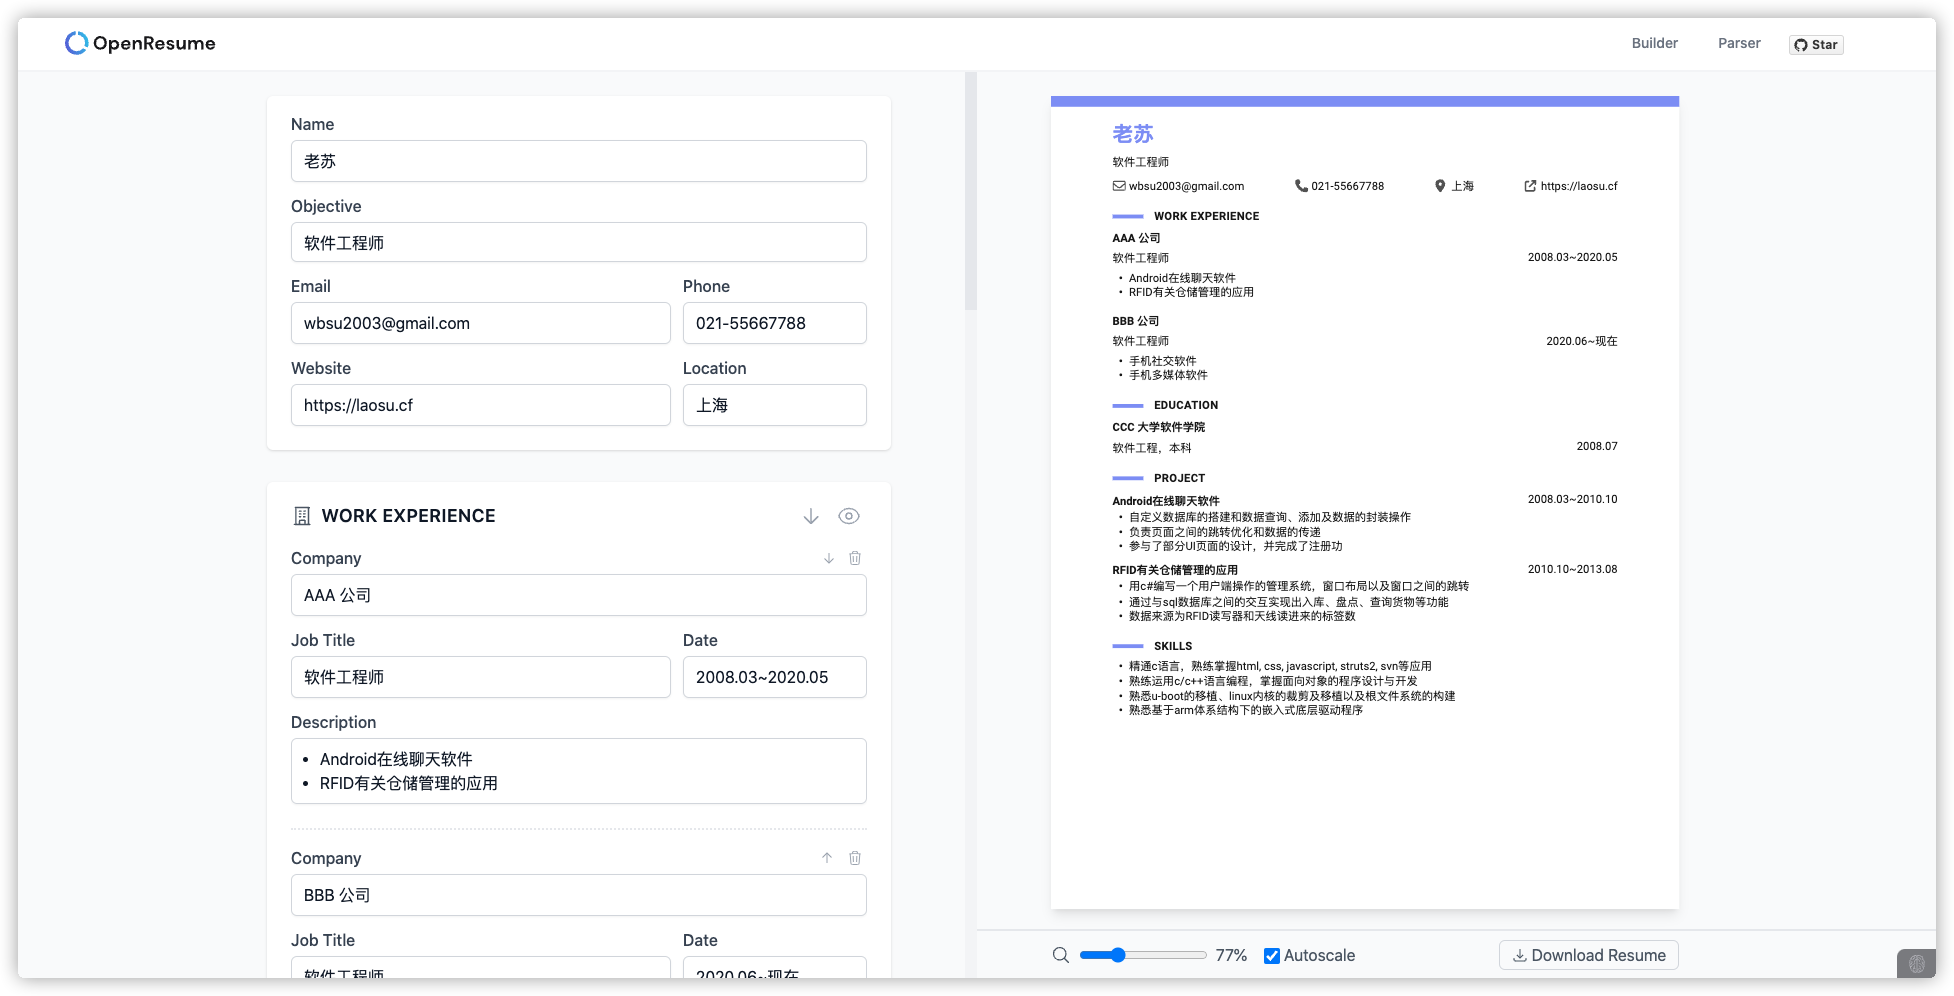 OpenResume
Builder
Parser
Star
Name
老苏
Objective
软件工程师
Email
Phone
wbsu2003@gmail.com
021-55667788
Website
Location
https://laosu.cf
上海
WORK EXPERIENCE
Company
AAA 公司
Job Title
Date
软件工程师
2008.03~2020.05
Description
• Android在线聊天软件
• RFID有关仓储管理的应用
Company
BBB 公司
Job Title
Date
软件工程师
2020.06~现在
老苏
软件工程师
wbsu2003@gmail.com
021-55667788
上海
https://laosu.cf
WORK EXPERIENCE
AAA 公司
软件工程师
2008.03~2020.05
• Android在线聊天软件
• RFID有关仓储管理的应用
BBB 公司
软件工程师
2020.06~现在
• 手机社交软件
• 手机多媒体软件
EDUCATION
CCC 大学软件学院
软件工程，本科
2008.07
PROJECT
Android在线聊天软件
2008.03~2010.10
• 自定义数据库的搭建和数据查询、添加及数据的封装操作
• 负责页面之间的跳转优化和数据的传递
• 参与了部分UI页面的设计，并完成了注册功
RFID有关仓储管理的应用
2010.10~2013.08
• 用c#编写一个用户端操作的管理系统，窗口布局以及窗口之间的跳转
• 通过与sql数据库之间的交互实现出入库、盘点、查询货物等功能
• 数据来源为RFID读写器和天线读进来的标签数
SKILLS
• 精通c语言，熟练掌握html, css, javascript, struts2, svn等应用
• 熟练运用c/c++语言编程，掌握面向对象的程序设计与开发
• 熟悉u-boot的移植、linux内核的裁剪及移植以及根文件系统的构建
• 熟悉基于arm体系结构下的嵌入式底层驱动程序
77%
Autoscale
Download Resume